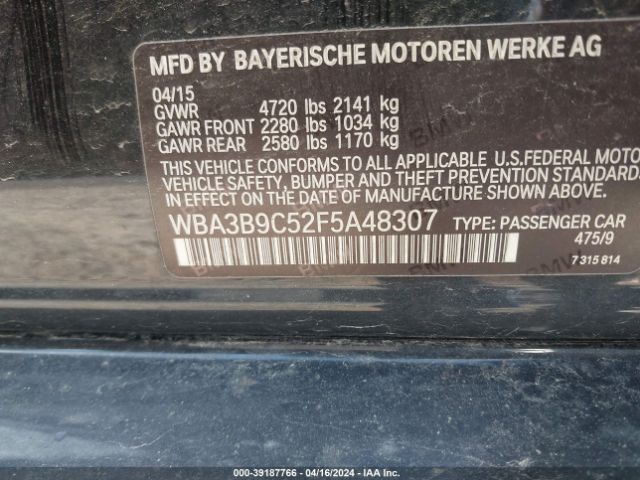 MFD BY BAYERISCHE MOTOREN WERKE AG
04/15
GVWR 4720 lbs 2141 kg
GAWR FRONT 2280 lbs 1034 kg
GAWR REAR 2580 lbs 1170 kg
THIS VEHICLE CONFORMS TO ALL APPLICABLE U.S.FEDERAL MOTO
VEHICLE SAFETY, BUMPER AND THEFT PREVENTION STANDARDS
IN EFFECT ON THE DATE OF MANUFACTURE SHOWN ABOVE.
WBA3B9C52F5A48307 TYPE: PASSENGER CAR
475/9
7 315 814
000-39187766 - 04/16/2024 - IAA Inc.